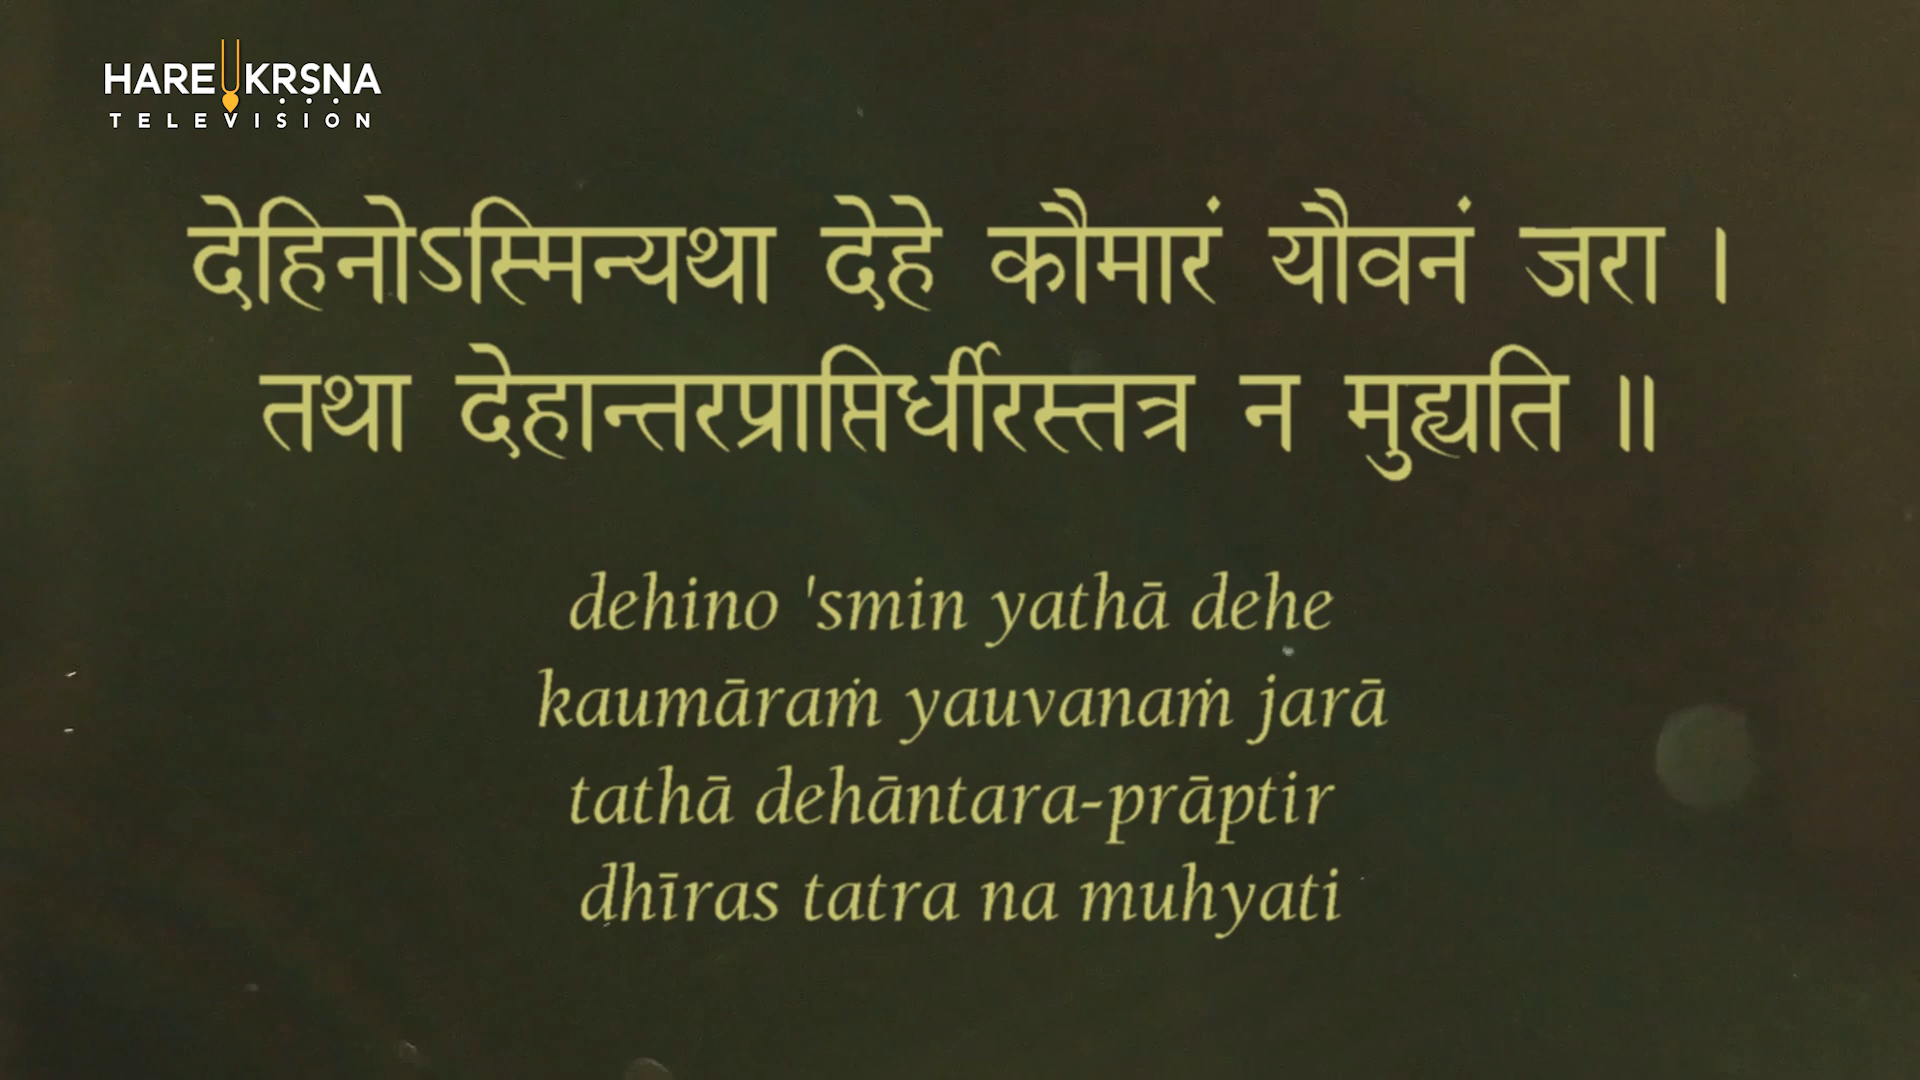 HARE KRSNA
TELEVISION
देहिनोऽस्मिन्यथा देहे कौमारं यौवनं जरा ।
तथा देहान्तरप्राप्तिर्धीरस्तत्र न मुह्यति ॥
dehino 'smin yathā dehe
kaumāraṁ yauvanaṁ jarā
tathā dehāntara-prāptir
dhīras tatra na muhyati